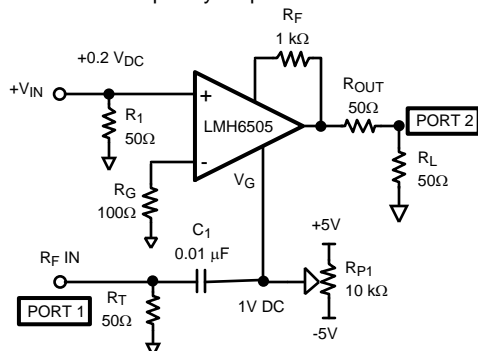 R_F
1 kΩ
+0.2 V_DC
R_OUT
50Ω
PORT 2
+V_IN
+
LMH6505
R_1
50Ω
-
R_L
50Ω
V_G
R_G
100Ω
C_1
0.01 µF
+5V
R_F IN
R_P1
10 kΩ
PORT 1
R_T
50Ω
1V DC
-5V